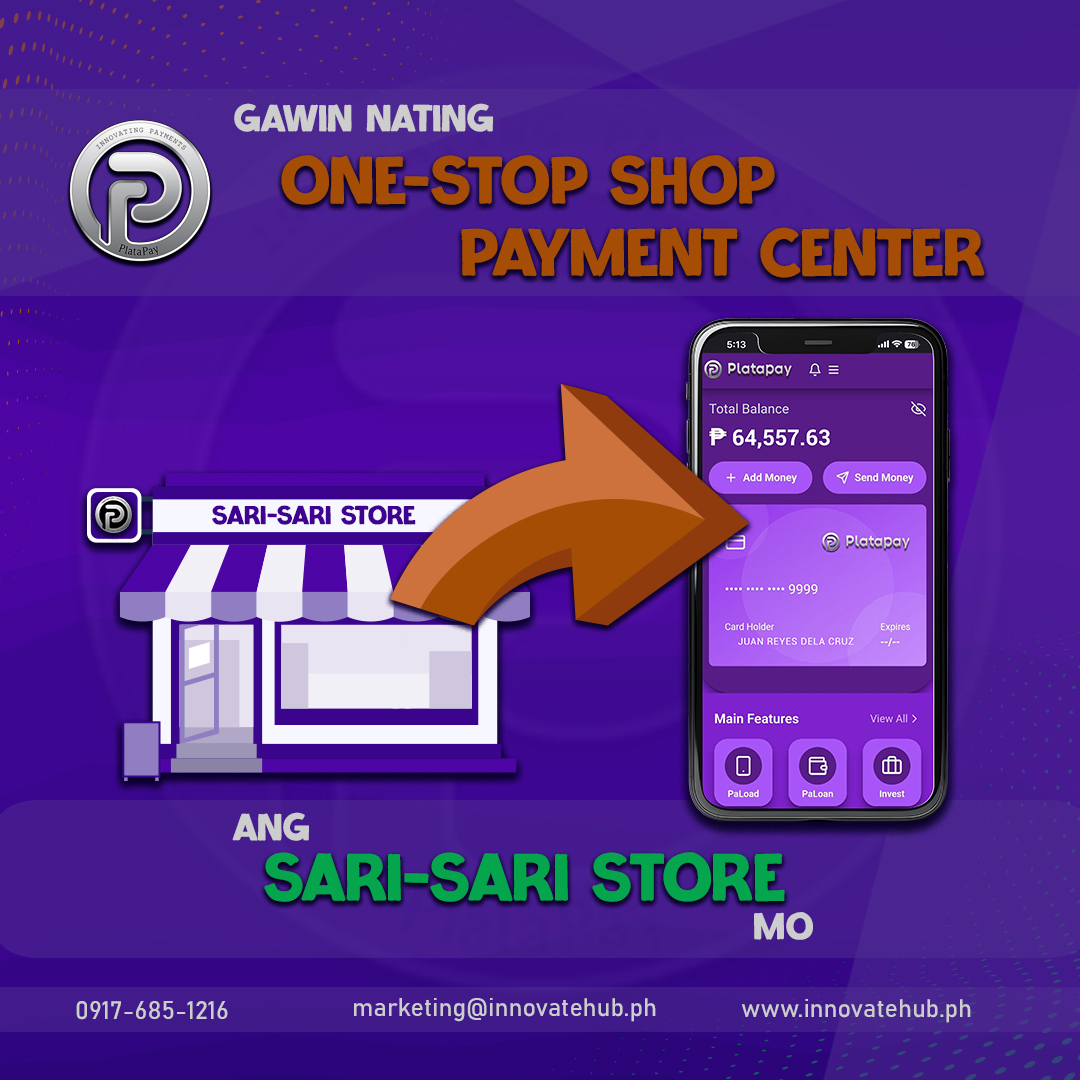 GAWIN NATING
ONE-STOP SHOP
PAYMENT CENTER
INNOVATING PAYMENTS
PlataPay
5:13
76
Platapay
Total Balance
₱ 64,557.63
+ Add Money
Send Money
Platapay
•••• •••• •••• 9999
Card Holder
Expires
JUAN REYES DELA CRUZ
--/--
Main Features
View All >
PaLoad
PaLoan
Invest
SARI-SARI STORE
ANG
SARI-SARI STORE
MO
0917-685-1216
marketing@innovatehub.ph
www.innovatehub.ph